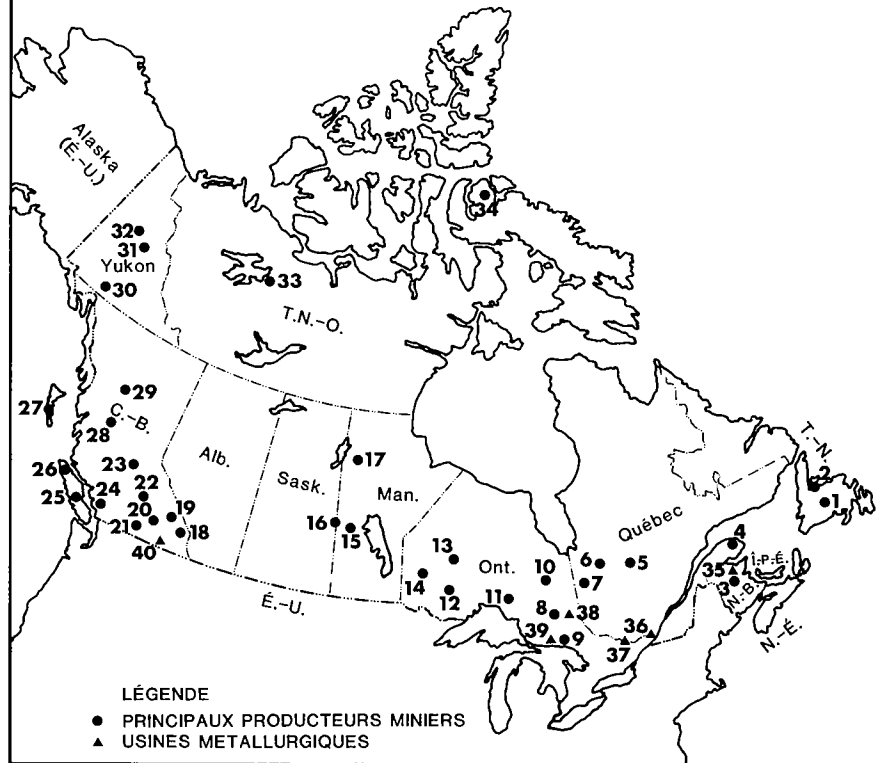 Alaska
(É.-U.)
34
32
31
Yukon
30
33
T.N.-O.
29
27
C.-B.
28
T.-N.
26
23
Alb.
17
2
25
24
22
Sask.
Man.
1
21
20
19
18
16
15
Québec
4
40
13
Ont.
10
6
5
Î.-P.-É.
14
12
11
7
35
3
N.-B.
É.-U.
8
38
36
N.-É.
39
9
37
LÉGENDE
● PRINCIPAUX PRODUCTEURS MINIERS
▲ USINES METALLURGIQUES